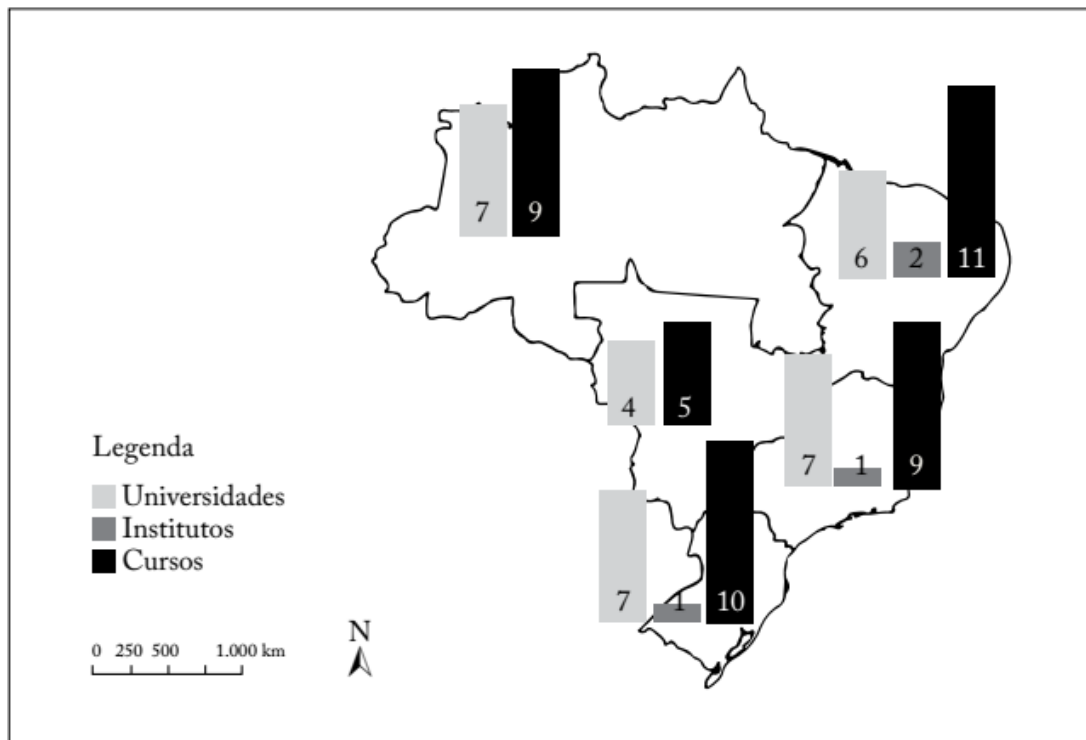 7 9
6 2 11
4 5
7 1 9
7 1 10
Legenda
Universidades
Institutos
Cursos
0 250 500 1.000 km
N